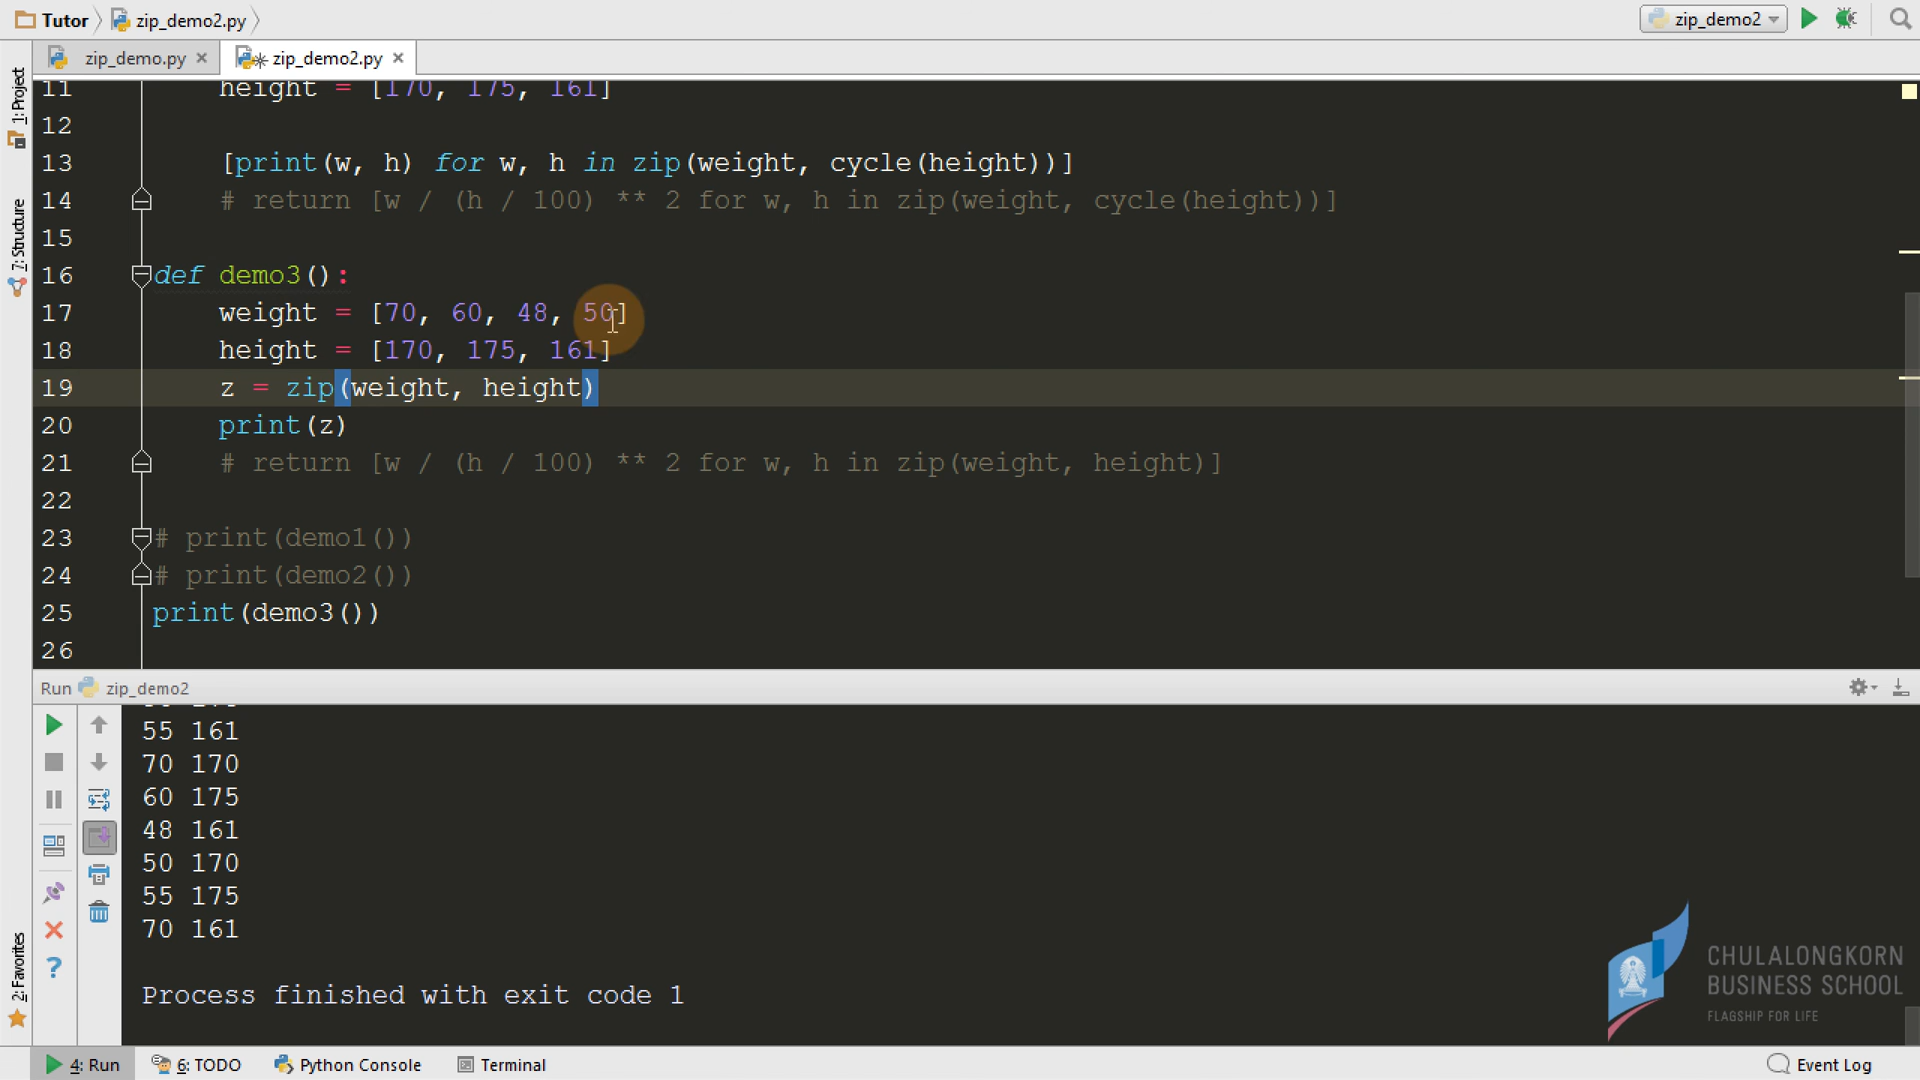 Tutor zip_demo2.py zip_demo2
zip_demo.py zip_demo2.py
1: Project
7: Structure
2: Favorites
11 height = [170, 175, 161]
12
13 [print(w, h) for w, h in zip(weight, cycle(height))]
14 # return [w / (h / 100) ** 2 for w, h in zip(weight, cycle(height))]
15
16 def demo3():
17 weight = [70, 60, 48, 50]
18 height = [170, 175, 161]
19 z = zip(weight, height)
20 print(z)
21 # return [w / (h / 100) ** 2 for w, h in zip(weight, height)]
22
23 # print(demo1())
24 # print(demo2())
25 print(demo3())
26
Run zip_demo2
55 161
70 170
60 175
48 161
50 170
55 175
70 161
Process finished with exit code 1
CHULALONGKORN
BUSINESS SCHOOL
FLAGSHIP FOR LIFE
4: Run 6: TODO Python Console Terminal Event Log